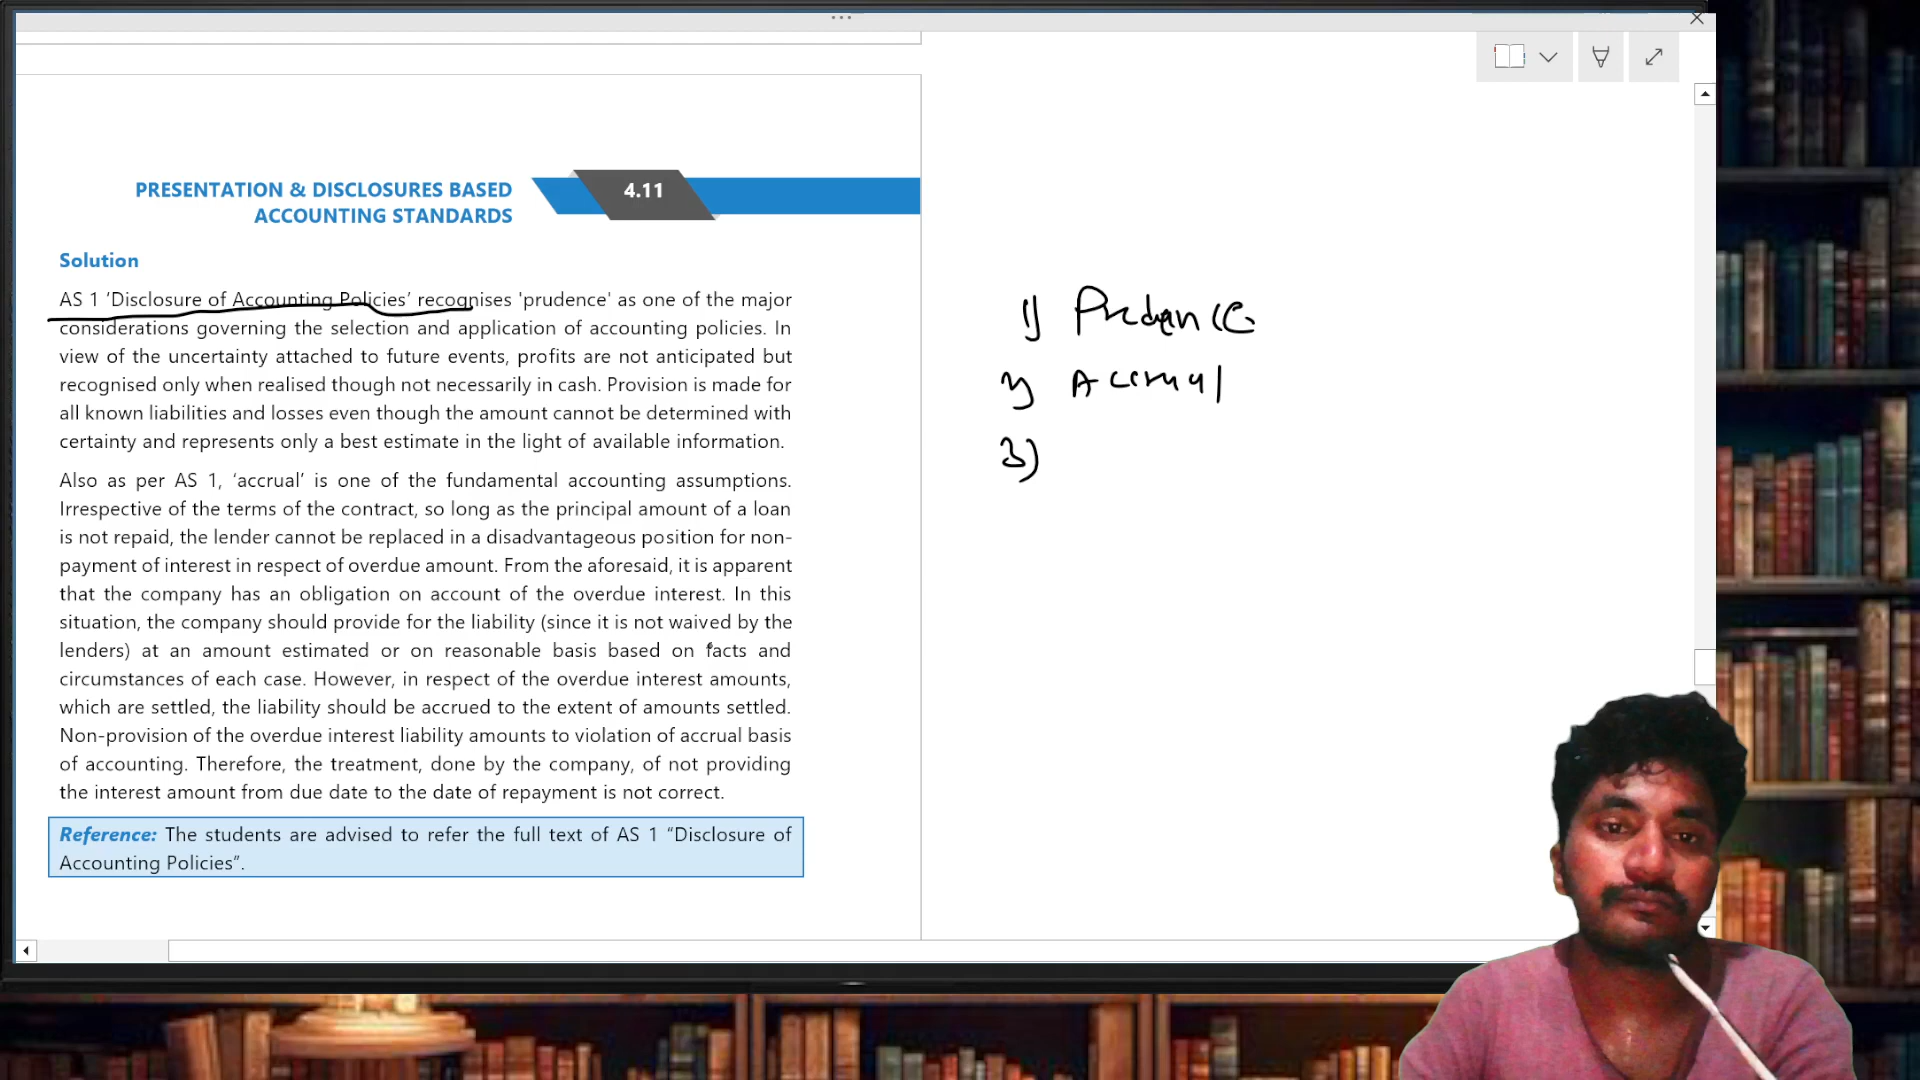 PRESENTATION & DISCLOSURES BASED
ACCOUNTING STANDARDS
4.11
Solution
AS 1 ‘Disclosure of Accounting Policies’ recognises 'prudence' as one of the major
considerations governing the selection and application of accounting policies. In
view of the uncertainty attached to future events, profits are not anticipated but
recognised only when realised though not necessarily in cash. Provision is made for
all known liabilities and losses even though the amount cannot be determined with
certainty and represents only a best estimate in the light of available information.
Also as per AS 1, ‘accrual’ is one of the fundamental accounting assumptions.
Irrespective of the terms of the contract, so long as the principal amount of a loan
is not repaid, the lender cannot be replaced in a disadvantageous position for non-
payment of interest in respect of overdue amount. From the aforesaid, it is apparent
that the company has an obligation on account of the overdue interest. In this
situation, the company should provide for the liability (since it is not waived by the
lenders) at an amount estimated or on reasonable basis based on facts and
circumstances of each case. However, in respect of the overdue interest amounts,
which are settled, the liability should be accrued to the extent of amounts settled.
Non-provision of the overdue interest liability amounts to violation of accrual basis
of accounting. Therefore, the treatment, done by the company, of not providing
the interest amount from due date to the date of repayment is not correct.
Reference: The students are advised to refer the full text of AS 1 “Disclosure of
Accounting Policies”.
1) Prudence
2) Accrual
3)